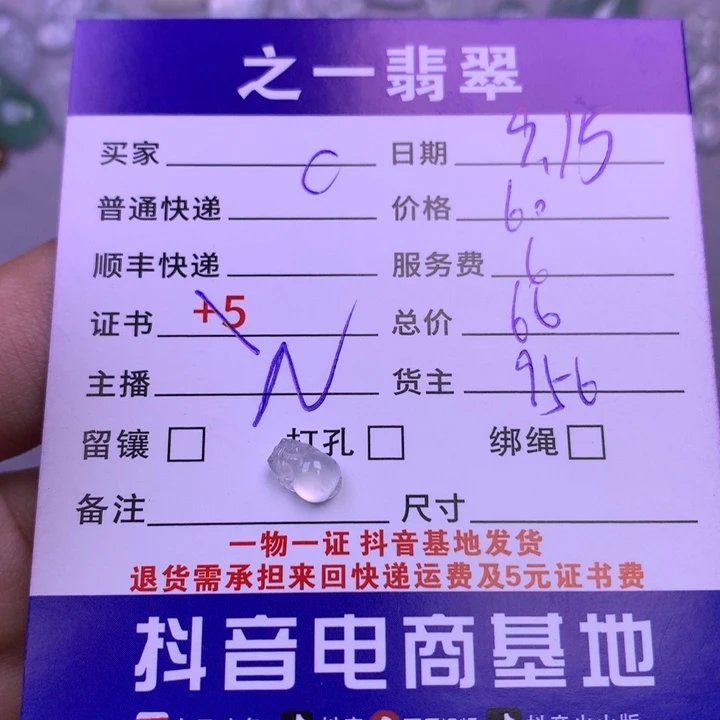 之一翡翠
买家 C 日期 9.15
普通快递 价格 60
顺丰快递 服务费 6
证书 +5 总价 66
主播 N 货主 956
留镶 打孔 绑绳
备注 尺寸
一物一证 抖音基地发货
退货需承担来回快递运费及5元证书费
抖音电商基地